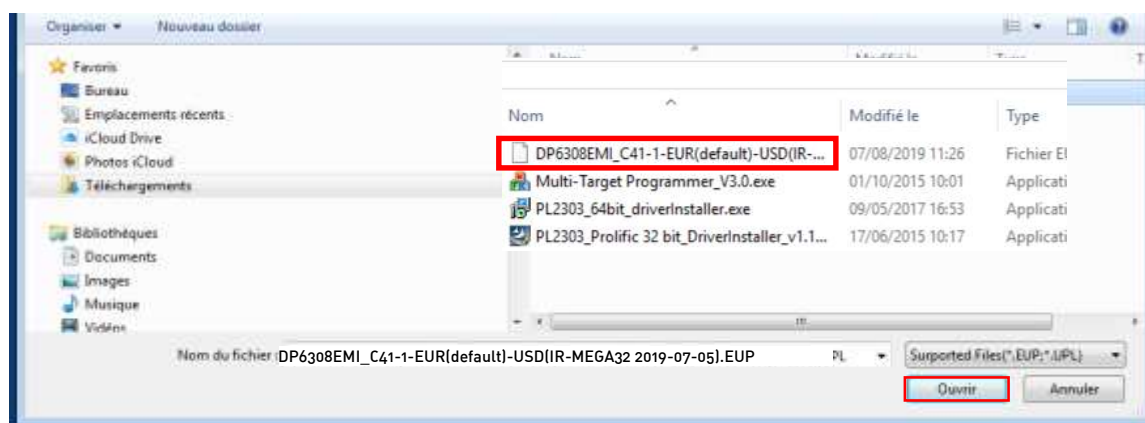 Organiser Nouveau dossier
Favoris
Bureau
Emplacements récents
iCloud Drive
Photos iCloud
Téléchargements
Bibliothèques
Documents
Images
Musique
Vidéos
Nom Modifié le Type
DP6308EMI_C41-1-EUR(default)-USD(IR-... 07/08/2019 11:26 Fichier EU
Multi-Target Programmer_V3.0.exe 01/10/2015 10:01 Applicati
PL2303_64bit_driverInstaller.exe 09/05/2017 16:53 Applicati
PL2303_Prolific 32 bit_DriverInstaller_v1.1... 17/06/2015 10:17 Applicati
Nom du fichier : DP6308EMI_C41-1-EUR(default)-USD(IR-MEGA32 2019-07-05).EUP PL Surported Files(*.EUP;*.UPL)
Ouvrir Annuler